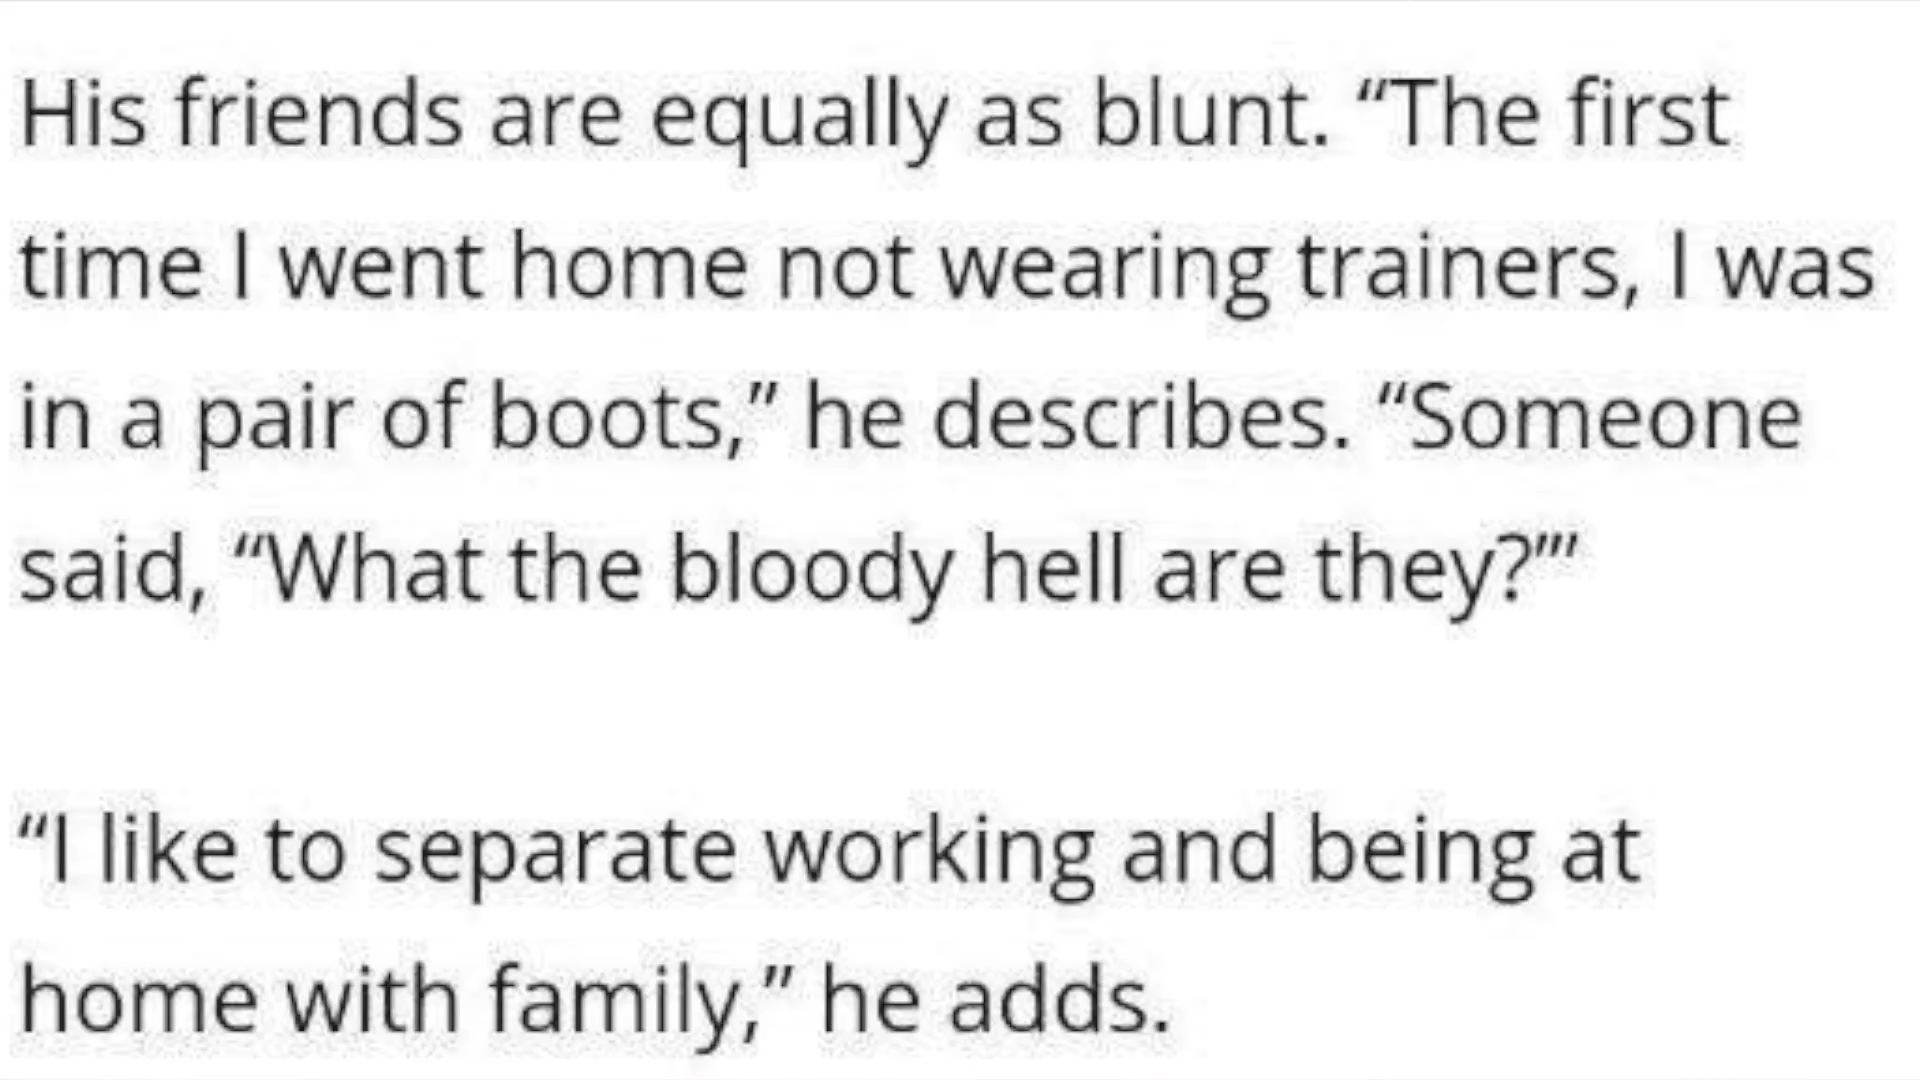 His friends are equally as blunt. “The first
time I went home not wearing trainers, I was
in a pair of boots,” he describes. “Someone
said, “What the bloody hell are they?”’
“I like to separate working and being at
home with family,” he adds.